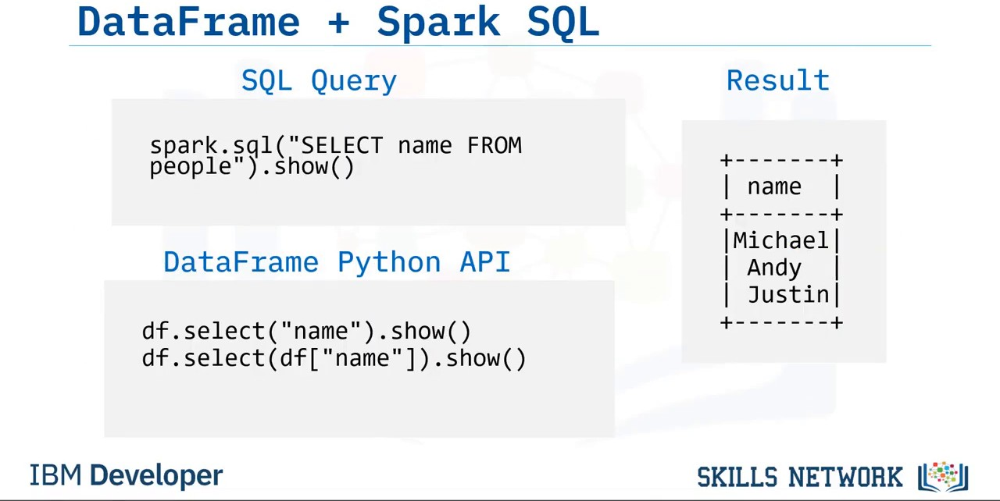 DataFrame + Spark SQL
SQL Query
spark.sql("SELECT name FROM
people").show()
DataFrame Python API
df.select("name").show()
df.select(df["name"]).show()
Result
+-------+
| name  |
+-------+
|Michael|
| Andy  |
| Justin|
+-------+
IBM Developer
SKILLS NETWORK